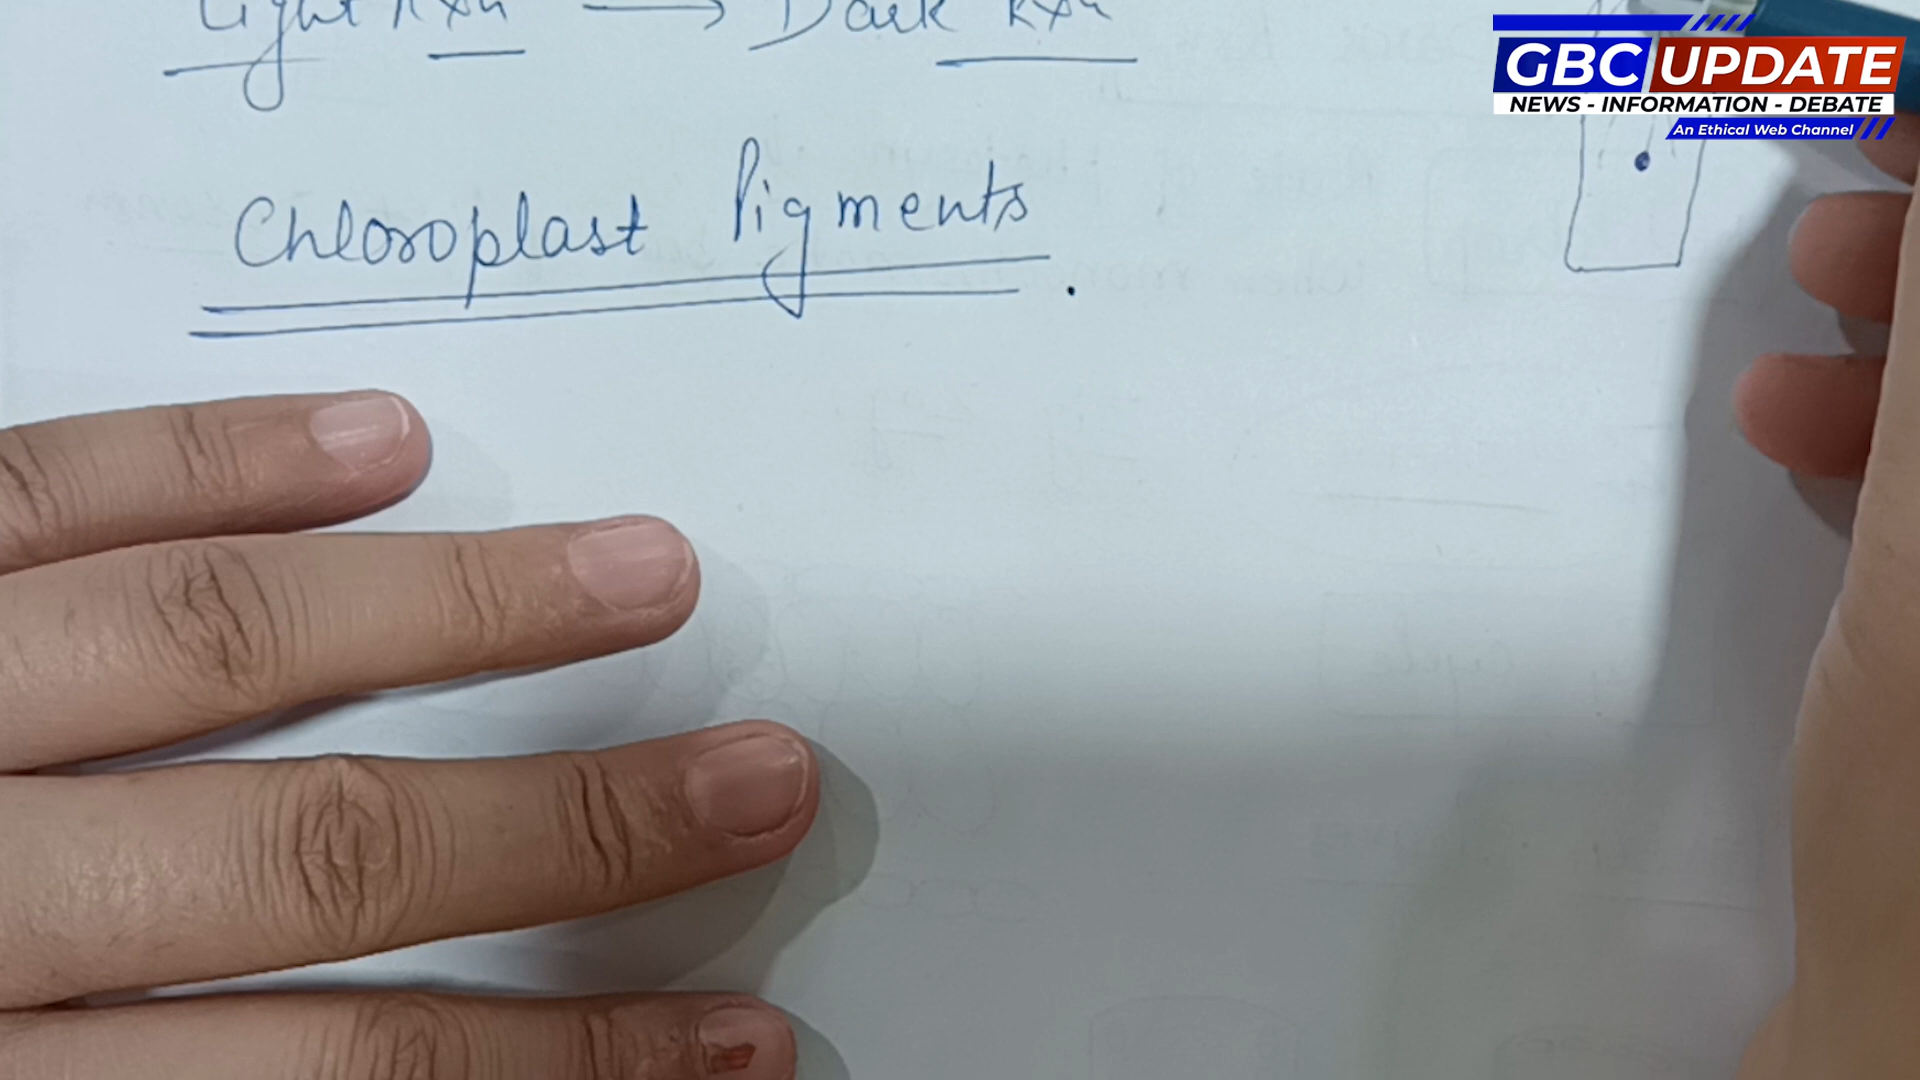 Light Rxn → Dark Rxn
Chloroplast Pigments.
GBC UPDATE
NEWS - INFORMATION - DEBATE
An Ethical Web Channel